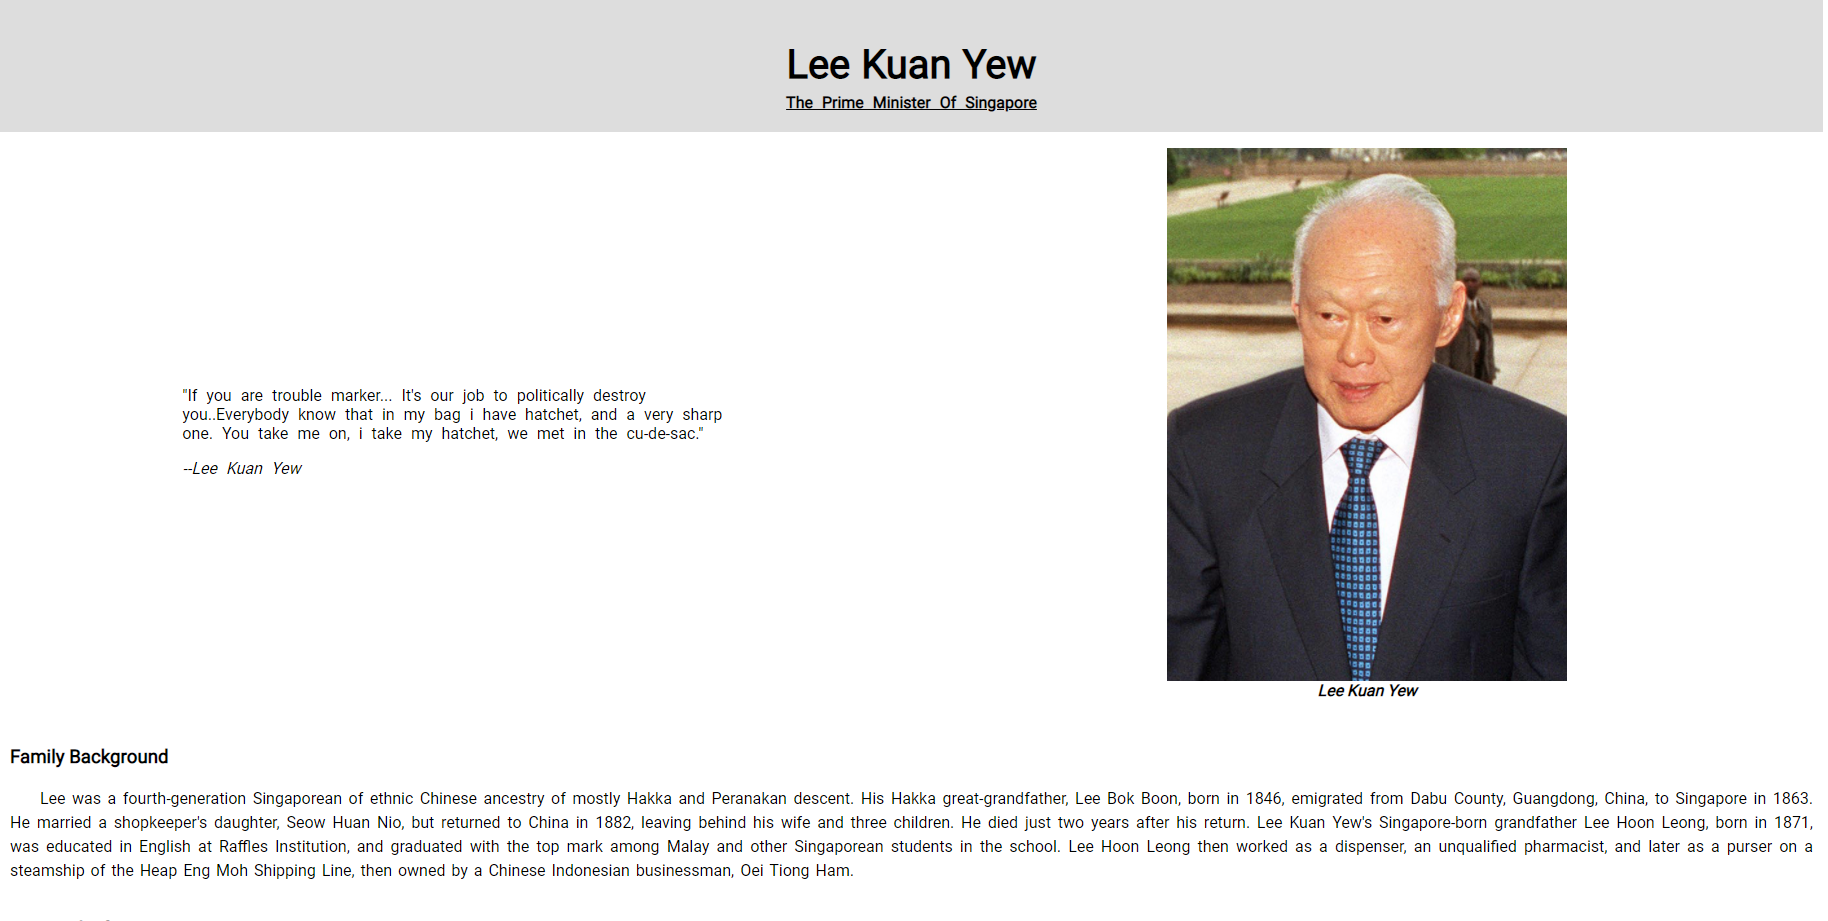 Lee Kuan Yew
The Prime Minister Of Singapore
"If you are trouble marker... It's our job to politically destroy
you..Everybody know that in my bag i have hatchet, and a very sharp
one. You take me on, i take my hatchet, we met in the cu-de-sac."
--Lee Kuan Yew
Lee Kuan Yew
Family Background
Lee was a fourth-generation Singaporean of ethnic Chinese ancestry of mostly Hakka and Peranakan descent. His Hakka great-grandfather, Lee Bok Boon, born in 1846, emigrated from Dabu County, Guangdong, China, to Singapore in 1863.
He married a shopkeeper's daughter, Seow Huan Nio, but returned to China in 1882, leaving behind his wife and three children. He died just two years after his return. Lee Kuan Yew's Singapore-born grandfather Lee Hoon Leong, born in 1871,
was educated in English at Raffles Institution, and graduated with the top mark among Malay and other Singaporean students in the school. Lee Hoon Leong then worked as a dispenser, an unqualified pharmacist, and later as a purser on a
steamship of the Heap Eng Moh Shipping Line, then owned by a Chinese Indonesian businessman, Oei Tiong Ham.